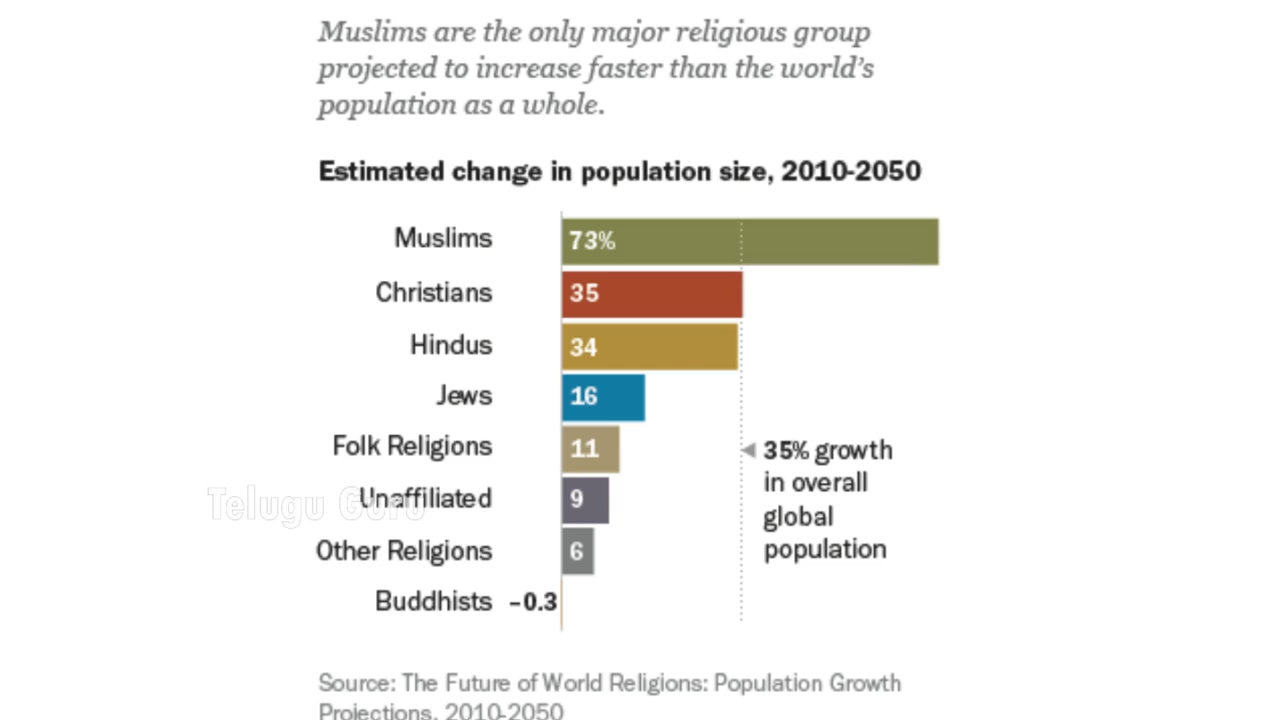 Muslims are the only major religious group
projected to increase faster than the world's
population as a whole.
Estimated change in population size, 2010-2050
Muslims 73%
Christians 35
Hindus 34
Jews 16
Folk Religions 11
Unaffiliated 9
Other Religions 6
Buddhists –0.3
35% growth
in overall
global
population
Telugu Guru
Source: The Future of World Religions: Population Growth
Projections, 2010-2050